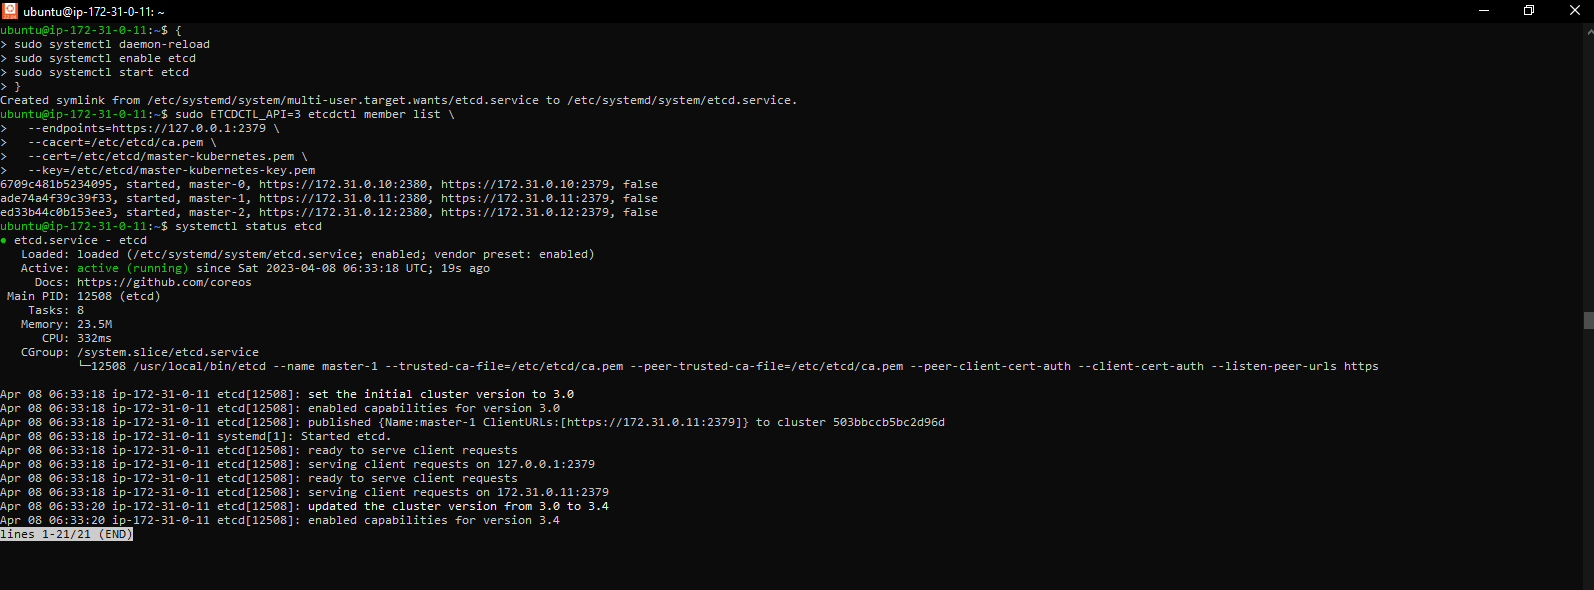 ubuntu@ip-172-31-0-11: ~
ubuntu@ip-172-31-0-11:~$ {
> sudo systemctl daemon-reload
> sudo systemctl enable etcd
> sudo systemctl start etcd
> }
Created symlink from /etc/systemd/system/multi-user.target.wants/etcd.service to /etc/systemd/system/etcd.service.
ubuntu@ip-172-31-0-11:~$ sudo ETCDCTL_API=3 etcdctl member list \
>   --endpoints=https://127.0.0.1:2379 \
>   --cacert=/etc/etcd/ca.pem \
>   --cert=/etc/etcd/master-kubernetes.pem \
>   --key=/etc/etcd/master-kubernetes-key.pem
6709c481b5234095, started, master-0, https://172.31.0.10:2380, https://172.31.0.10:2379, false
ade74a4f39c39f33, started, master-1, https://172.31.0.11:2380, https://172.31.0.11:2379, false
ed33b44c0b153ee3, started, master-2, https://172.31.0.12:2380, https://172.31.0.12:2379, false
ubuntu@ip-172-31-0-11:~$ systemctl status etcd
● etcd.service - etcd
   Loaded: loaded (/etc/systemd/system/etcd.service; enabled; vendor preset: enabled)
   Active: active (running) since Sat 2023-04-08 06:33:18 UTC; 19s ago
     Docs: https://github.com/coreos
 Main PID: 12508 (etcd)
    Tasks: 8
   Memory: 23.5M
      CPU: 332ms
   CGroup: /system.slice/etcd.service
           └─12508 /usr/local/bin/etcd --name master-1 --trusted-ca-file=/etc/etcd/ca.pem --peer-trusted-ca-file=/etc/etcd/ca.pem --peer-client-cert-auth --client-cert-auth --listen-peer-urls https
Apr 08 06:33:18 ip-172-31-0-11 etcd[12508]: set the initial cluster version to 3.0
Apr 08 06:33:18 ip-172-31-0-11 etcd[12508]: enabled capabilities for version 3.0
Apr 08 06:33:18 ip-172-31-0-11 etcd[12508]: published {Name:master-1 ClientURLs:[https://172.31.0.11:2379]} to cluster 503bbccb5bc2d96d
Apr 08 06:33:18 ip-172-31-0-11 systemd[1]: Started etcd.
Apr 08 06:33:18 ip-172-31-0-11 etcd[12508]: ready to serve client requests
Apr 08 06:33:18 ip-172-31-0-11 etcd[12508]: serving client requests on 127.0.0.1:2379
Apr 08 06:33:18 ip-172-31-0-11 etcd[12508]: ready to serve client requests
Apr 08 06:33:18 ip-172-31-0-11 etcd[12508]: serving client requests on 172.31.0.11:2379
Apr 08 06:33:20 ip-172-31-0-11 etcd[12508]: updated the cluster version from 3.0 to 3.4
Apr 08 06:33:20 ip-172-31-0-11 etcd[12508]: enabled capabilities for version 3.4
lines 1-21/21 (END)